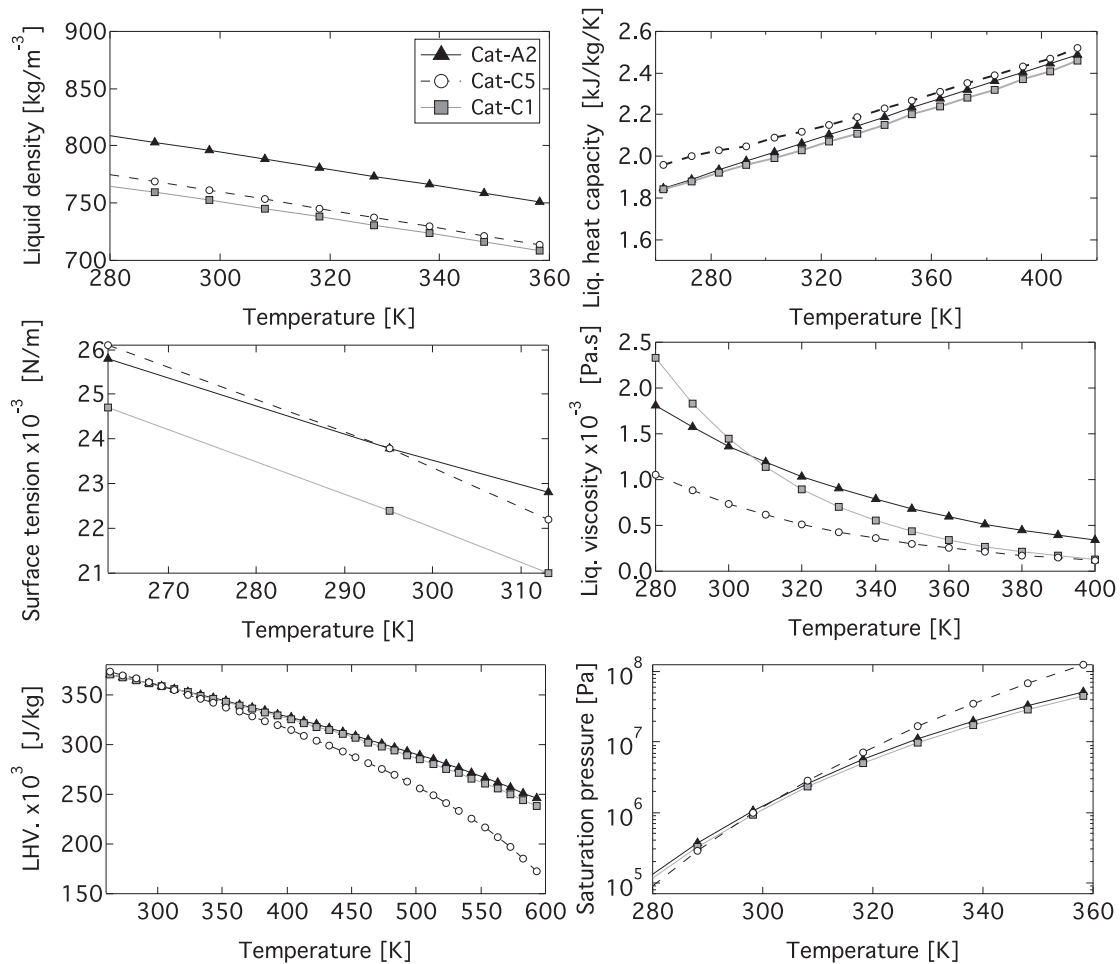 Liquid density [kg/m⁻³]
900
800
750
700
280 300 320 340 360
Temperature [K]
Cat-A2
Cat-C5
Cat-C1
Liq. heat capacity [kJ/kg/K]
2.6
2.4
2.2
2.0
1.8
1.6
280 300 320 340 360 380 400
Temperature [K]
Surface tension x10⁻³ [N/m]
26
25
24
23
22
21
270 280 290 300 310
Temperature [K]
Liq. viscosity x10⁻³ [Pa.s]
2.5
2.0
1.5
1.0
0.5
0.0
280 300 320 340 360 380 400
Temperature [K]
LHV. x10³ [J/kg]
350
300
250
200
150
300 350 400 450 500 550 600
Temperature [K]
Saturation pressure [Pa]
10⁸
10⁷
10⁶
10⁵
280 300 320 340 360
Temperature [K]